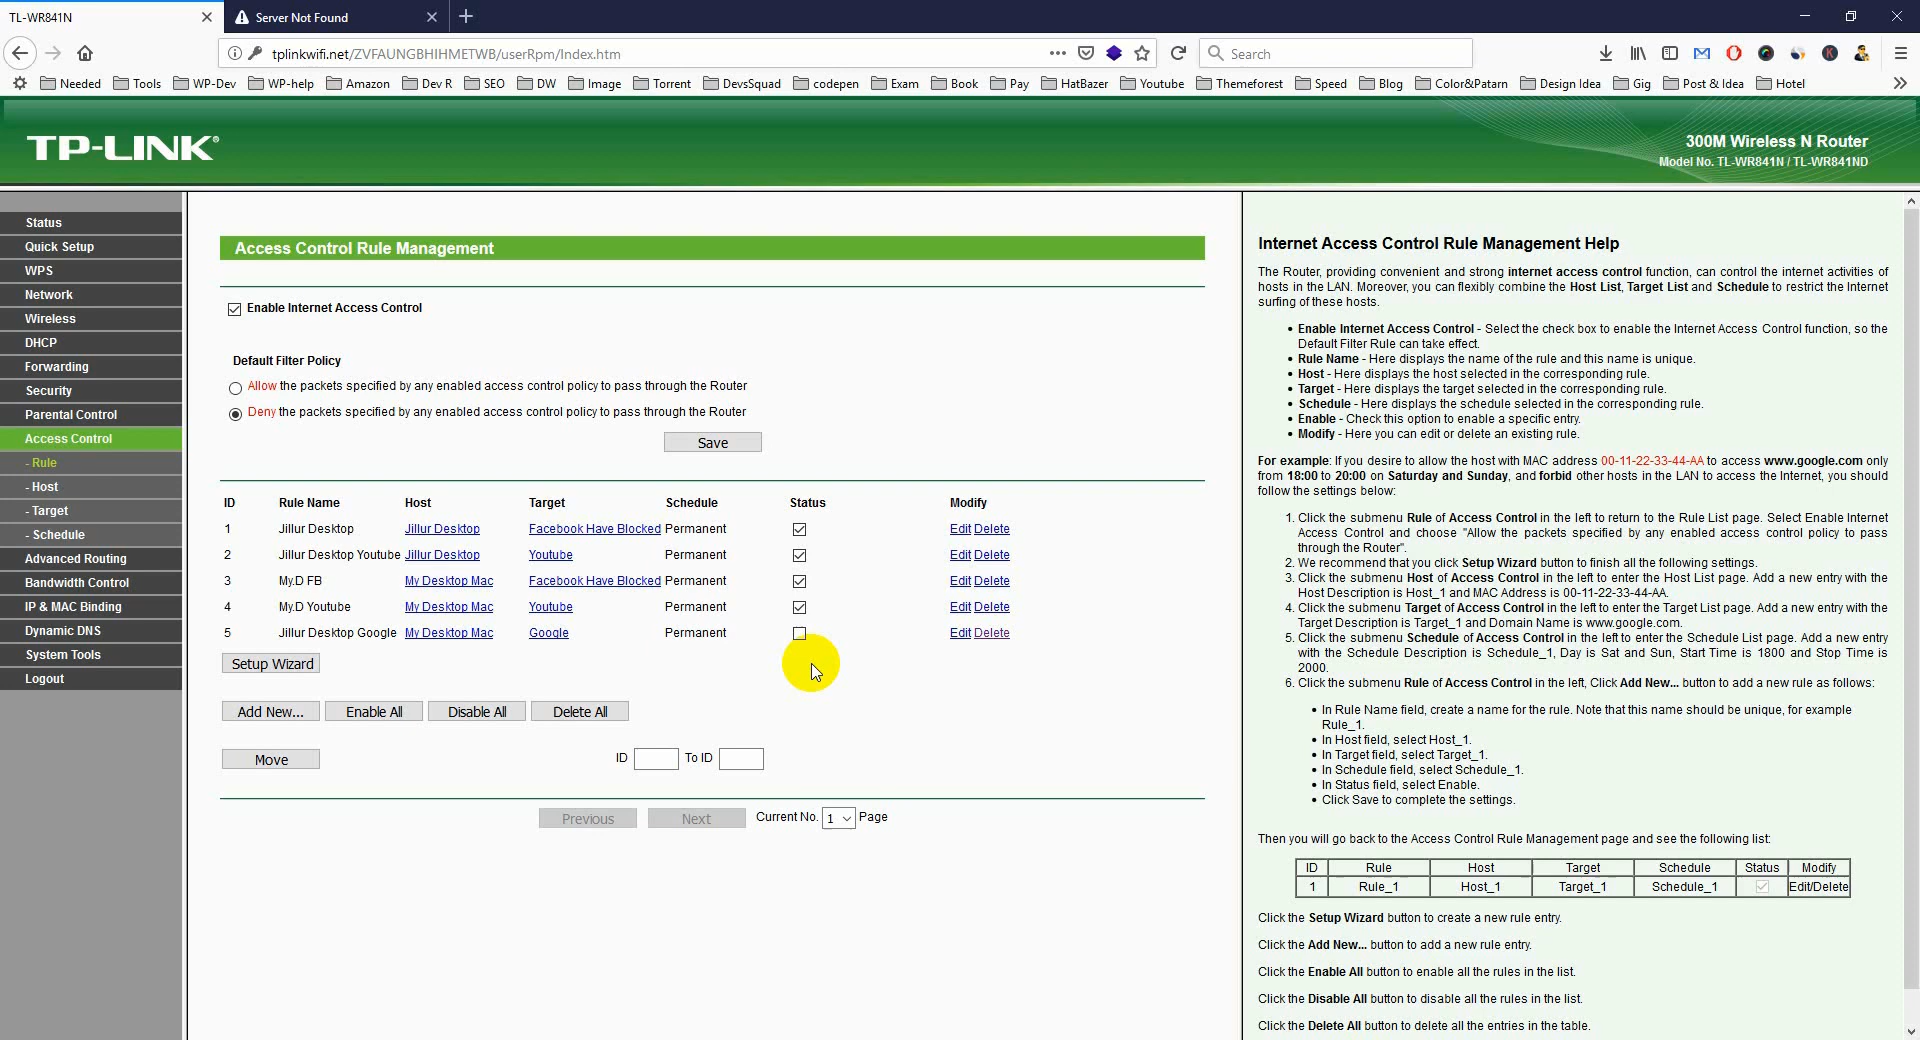 TL-WR841N
Server Not Found
tplinkwifi.net/ZVFAUNGBHIHMETWB/userRpm/Index.htm
Search
Needed Tools WP-Dev WP-help Amazon Dev R SEO DW Image Torrent DevsSquad codepen Exam Book Pay HatBazer Youtube Themeforest Speed Blog Color&Patarn Design Idea Gig Post & Idea Hotel
TP-LINK®
300M Wireless N Router
Model No. TL-WR841N / TL-WR841ND
Status
Quick Setup
WPS
Network
Wireless
DHCP
Forwarding
Security
Parental Control
Access Control
- Rule
- Host
- Target
- Schedule
Advanced Routing
Bandwidth Control
IP & MAC Binding
Dynamic DNS
System Tools
Logout
Access Control Rule Management
Enable Internet Access Control
Default Filter Policy
Allow the packets specified by any enabled access control policy to pass through the Router
Deny the packets specified by any enabled access control policy to pass through the Router
Save
ID Rule Name Host Target Schedule Status Modify
1 Jillur Desktop Jillur Desktop Facebook Have Blocked Permanent Edit Delete
2 Jillur Desktop Youtube Jillur Desktop Youtube Permanent Edit Delete
3 My.D FB My Desktop Mac Facebook Have Blocked Permanent Edit Delete
4 My.D Youtube My Desktop Mac Youtube Permanent Edit Delete
5 Jillur Desktop Google My Desktop Mac Google Permanent Edit Delete
Setup Wizard
Add New... Enable All Disable All Delete All
Move ID To ID
Previous Next Current No. 1 Page
Internet Access Control Rule Management Help
The Router, providing convenient and strong internet access control function, can control the internet activities of
hosts in the LAN. Moreover, you can flexibly combine the Host List, Target List and Schedule to restrict the Internet
surfing of these hosts.
• Enable Internet Access Control - Select the check box to enable the Internet Access Control function, so the
Default Filter Rule can take effect.
• Rule Name - Here displays the name of the rule and this name is unique.
• Host - Here displays the host selected in the corresponding rule.
• Target - Here displays the target selected in the corresponding rule.
• Schedule - Here displays the schedule selected in the corresponding rule.
• Enable - Check this option to enable a specific entry.
• Modify - Here you can edit or delete an existing rule.
For example: If you desire to allow the host with MAC address 00-11-22-33-44-AA to access www.google.com only
from 18:00 to 20:00 on Saturday and Sunday, and forbid other hosts in the LAN to access the Internet, you should
follow the settings below:
1. Click the submenu Rule of Access Control in the left to return to the Rule List page. Select Enable Internet
Access Control and choose "Allow the packets specified by any enabled access control policy to pass
through the Router".
2. We recommend that you click Setup Wizard button to finish all the following settings.
3. Click the submenu Host of Access Control in the left to enter the Host List page. Add a new entry with the
Host Description is Host_1 and MAC Address is 00-11-22-33-44-AA.
4. Click the submenu Target of Access Control in the left to enter the Target List page. Add a new entry with the
Target Description is Target_1 and Domain Name is www.google.com.
5. Click the submenu Schedule of Access Control in the left to enter the Schedule List page. Add a new entry
with the Schedule Description is Schedule_1, Day is Sat and Sun, Start Time is 1800 and Stop Time is
2000.
6. Click the submenu Rule of Access Control in the left, Click Add New... button to add a new rule as follows:
• In Rule Name field, create a name for the rule. Note that this name should be unique, for example
Rule_1.
• In Host field, select Host_1.
• In Target field, select Target_1.
• In Schedule field, select Schedule_1.
• In Status field, select Enable.
• Click Save to complete the settings.
Then you will go back to the Access Control Rule Management page and see the following list:
ID Rule Host Target Schedule Status Modify
1 Rule_1 Host_1 Target_1 Schedule_1 Edit/Delete
Click the Setup Wizard button to create a new rule entry.
Click the Add New... button to add a new rule entry.
Click the Enable All button to enable all the rules in the list.
Click the Disable All button to disable all the rules in the list.
Click the Delete All button to delete all the entries in the table.